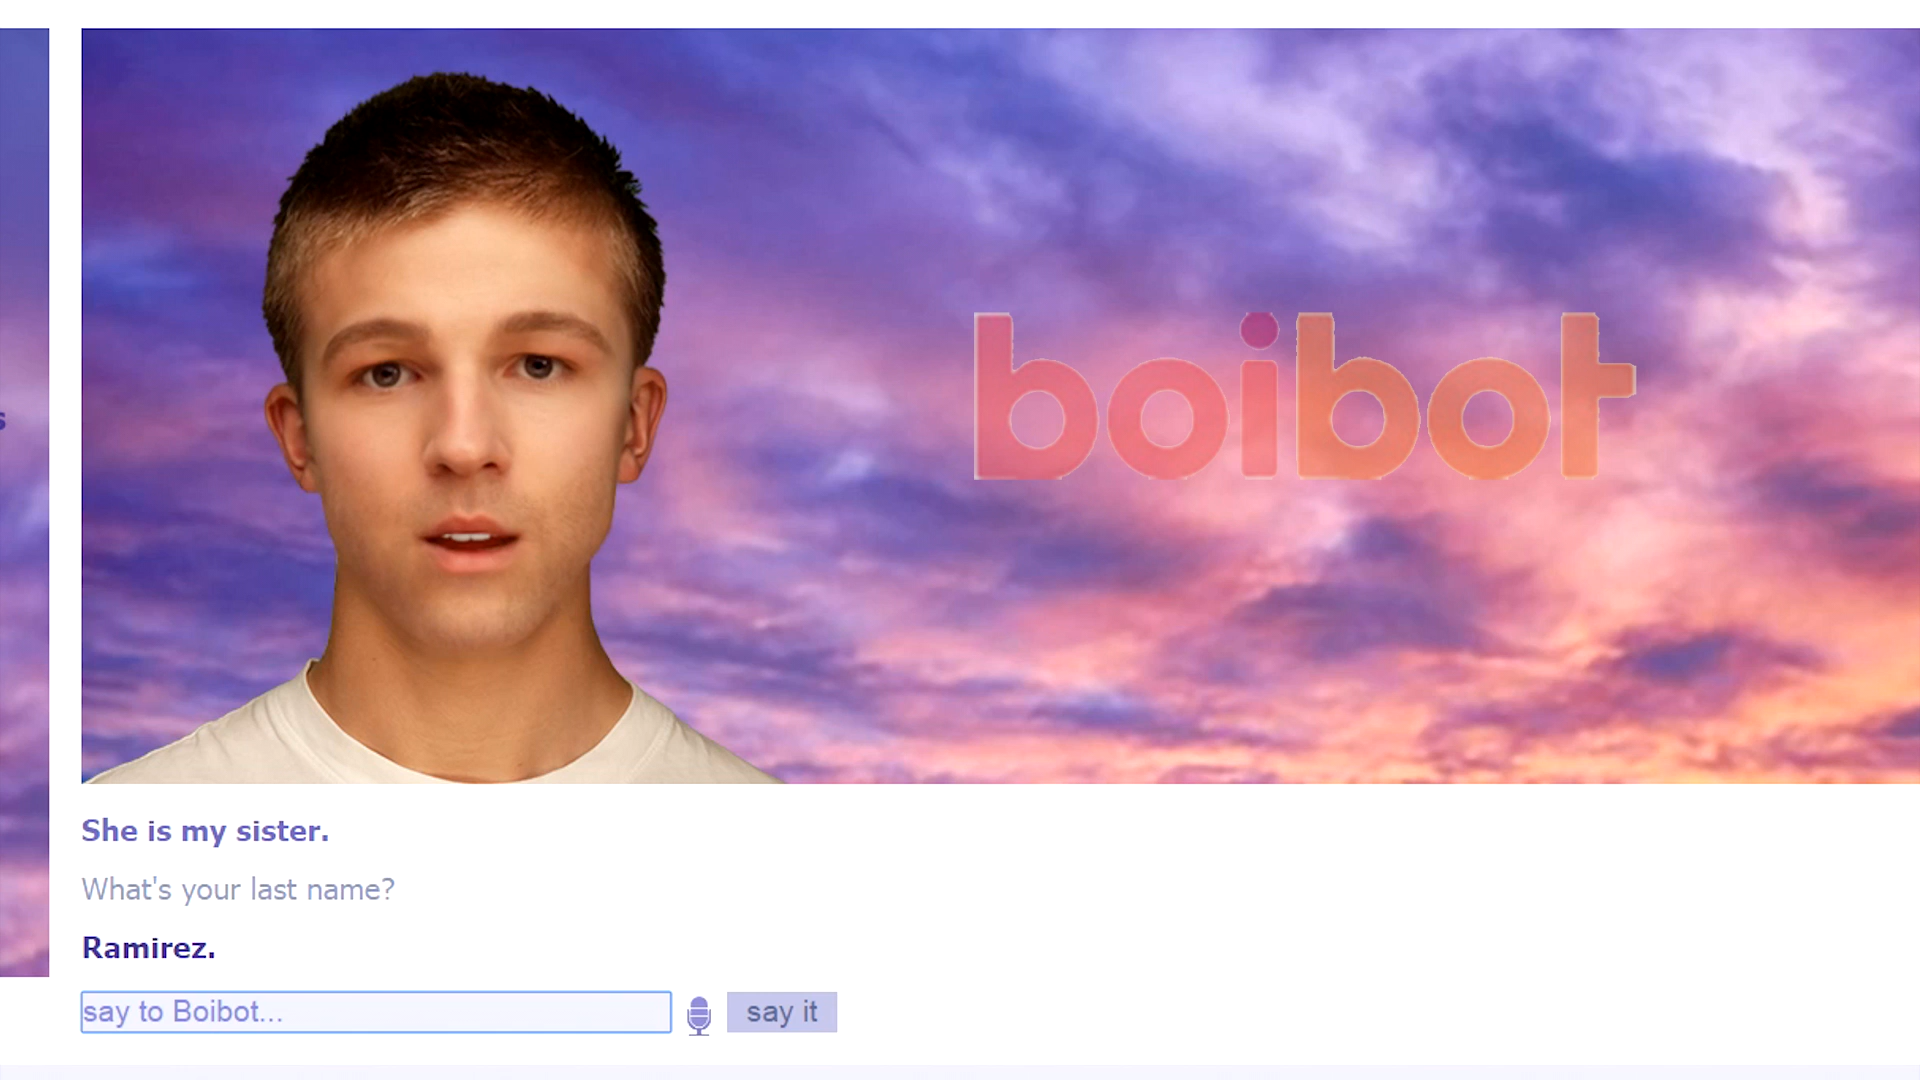 boibot
She is my sister.
What's your last name?
Ramirez.
say to Boibot...
say it